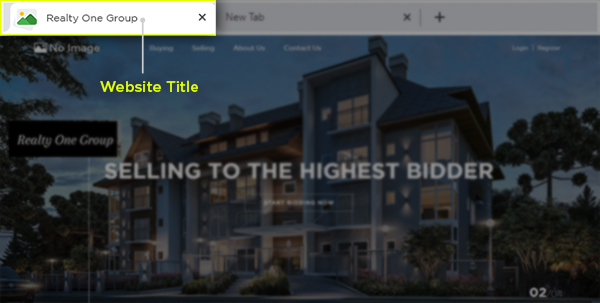 Realty One Group
New Tab
Website Title
No Image
Buying
Selling
About Us
Contact Us
Login | Register
Realty One Group
SELLING TO THE HIGHEST BIDDER
START BIDDING NOW
02